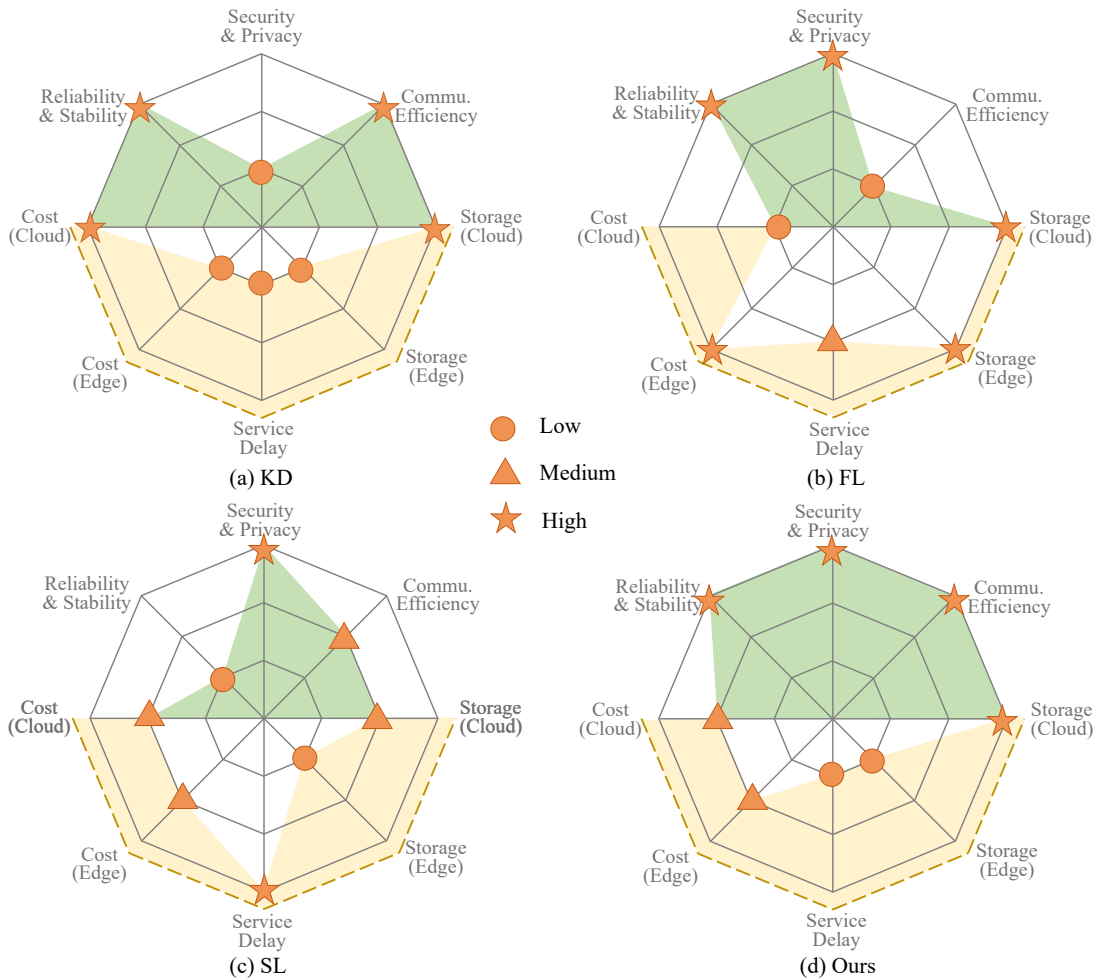 Security
& Privacy
Reliability
& Stability
Commu.
Efficiency
Cost
(Cloud)
Storage
(Cloud)
Cost
(Edge)
Storage
(Edge)
Service
Delay
(a) KD
Security
& Privacy
Reliability
& Stability
Commu.
Efficiency
Cost
(Cloud)
Storage
(Cloud)
Cost
(Edge)
Storage
(Edge)
Service
Delay
(b) FL
Low
Medium
High
Security
& Privacy
Reliability
& Stability
Commu.
Efficiency
Cost
(Cloud)
Storage
(Cloud)
Cost
(Edge)
Storage
(Edge)
Service
Delay
(c) SL
Security
& Privacy
Reliability
& Stability
Commu.
Efficiency
Cost
(Cloud)
Storage
(Cloud)
Cost
(Edge)
Storage
(Edge)
Service
Delay
(d) Ours